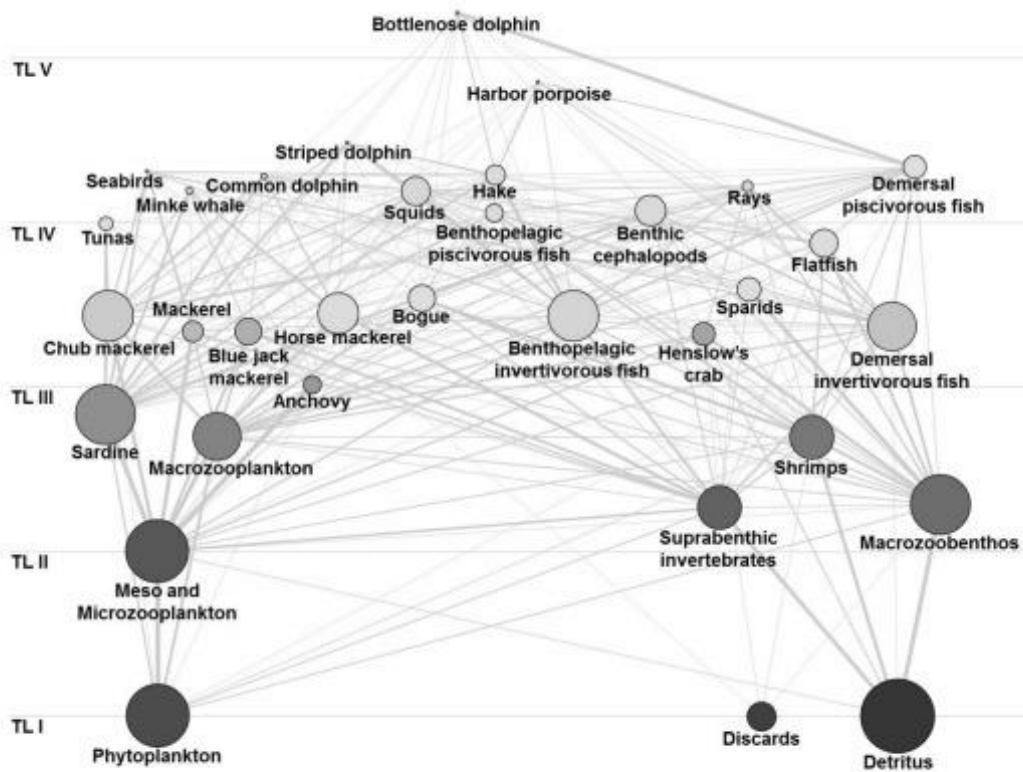 Bottlenose dolphin
TL V
Harbor porpoise
Striped dolphin
Seabirds
Common dolphin
Minke whale
Squids
Hake
Rays
Demersal
piscivorous fish
TL IV
Tunas
Benthopelagic
piscivorous fish
Benthic
cephalopods
Flatfish
Mackerel
Chub mackerel
Blue jack
mackerel
Horse mackerel
Bogue
Benthopelagic
invertivorous fish
Sparids
Henslow's
crab
Demersal
invertivorous fish
TL III
Anchovy
Sardine
Macrozooplankton
Shrimps
Suprabenthic
invertebrates
Macrozoobenthos
TL II
Meso and
Microzooplankton
TL I
Phytoplankton
Discards
Detritus